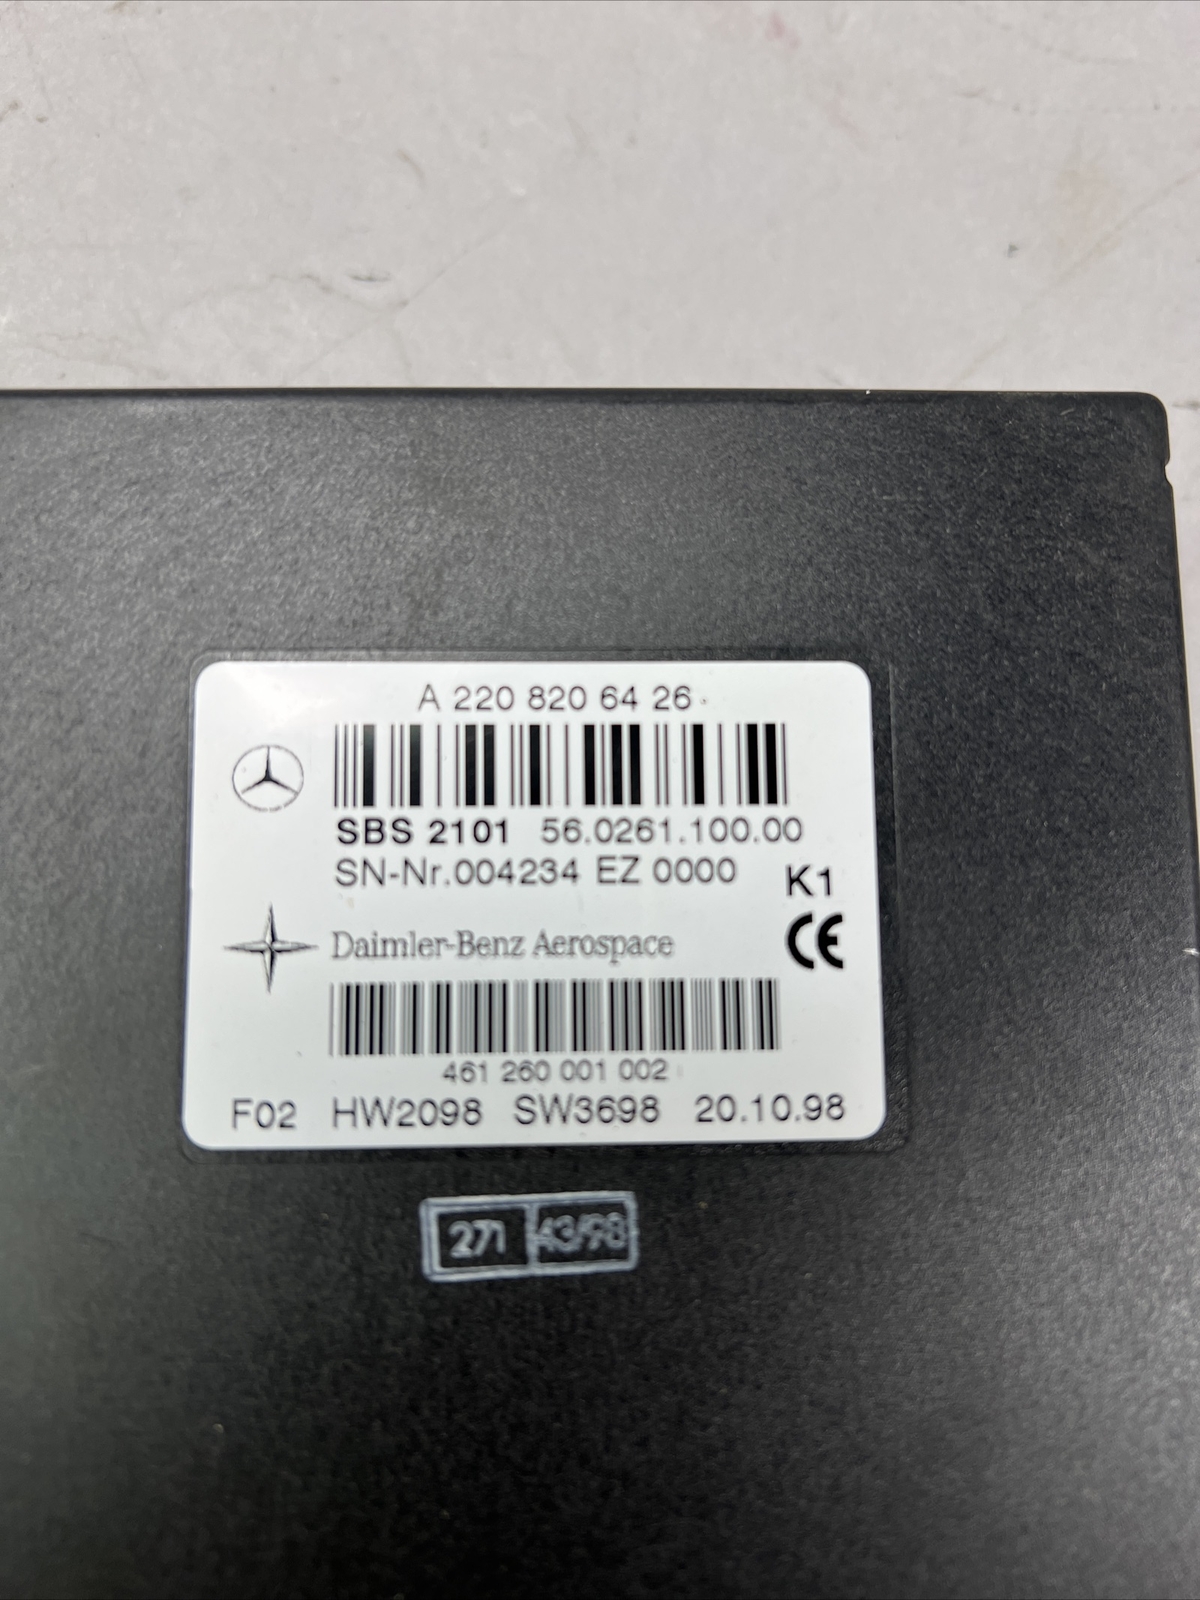 A 220 820 64 26
SBS 2101 56.0261.100.00
SN-Nr.004234 EZ 0000
K1
CE
Daimler-Benz Aerospace
461 260 001 002
F02 HW2098 SW3698 20.10.98
271 43/98